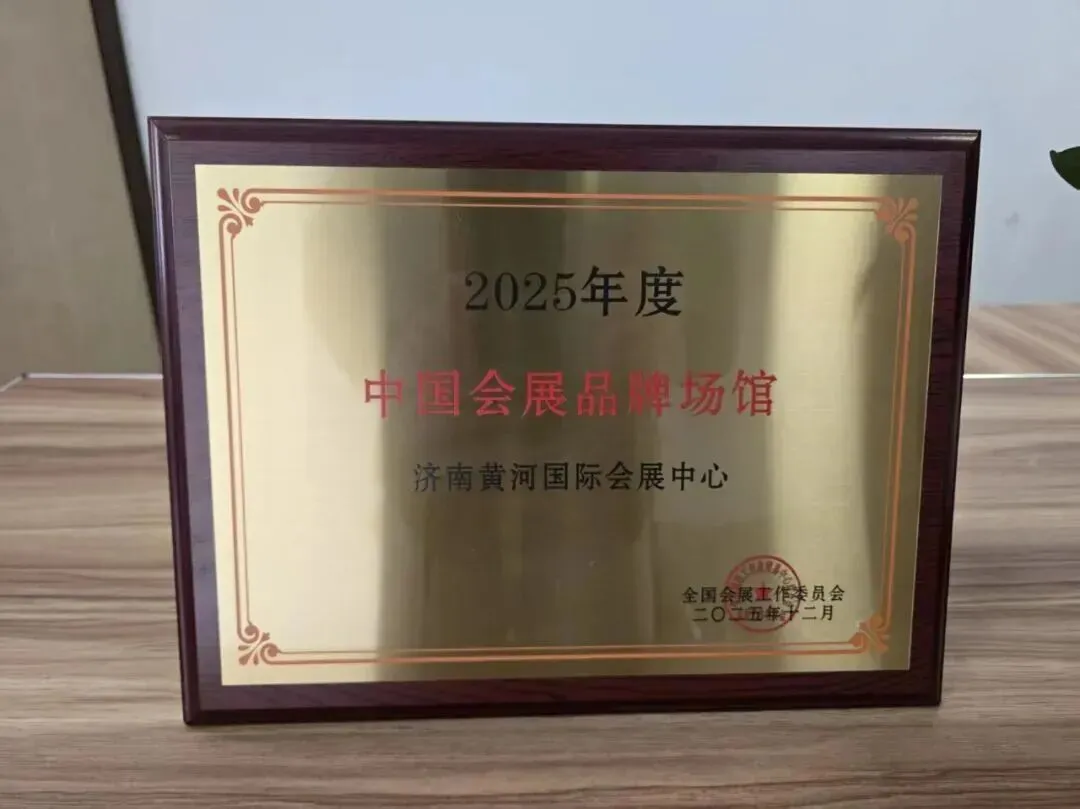 2025年度
中国会展品牌场馆
济南黄河国际会展中心
全国会展工作委员会
二〇二五年十二月